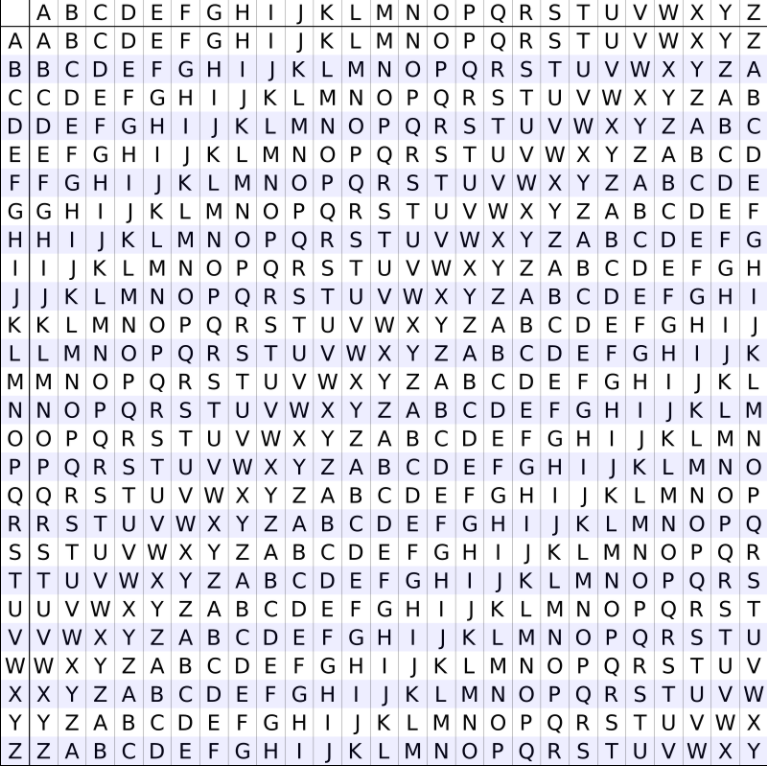 A B C D E F G H I J K L M N O P Q R S T U V W X Y Z
A A B C D E F G H I J K L M N O P Q R S T U V W X Y Z
B B C D E F G H I J K L M N O P Q R S T U V W X Y Z A
C C D E F G H I J K L M N O P Q R S T U V W X Y Z A B
D D E F G H I J K L M N O P Q R S T U V W X Y Z A B C
E E F G H I J K L M N O P Q R S T U V W X Y Z A B C D
F F G H I J K L M N O P Q R S T U V W X Y Z A B C D E
G G H I J K L M N O P Q R S T U V W X Y Z A B C D E F
H H I J K L M N O P Q R S T U V W X Y Z A B C D E F G
I I J K L M N O P Q R S T U V W X Y Z A B C D E F G H
J J K L M N O P Q R S T U V W X Y Z A B C D E F G H I
K K L M N O P Q R S T U V W X Y Z A B C D E F G H I J
L L M N O P Q R S T U V W X Y Z A B C D E F G H I J K
M M N O P Q R S T U V W X Y Z A B C D E F G H I J K L
N N O P Q R S T U V W X Y Z A B C D E F G H I J K L M
O O P Q R S T U V W X Y Z A B C D E F G H I J K L M N
P P Q R S T U V W X Y Z A B C D E F G H I J K L M N O
Q Q R S T U V W X Y Z A B C D E F G H I J K L M N O P
R R S T U V W X Y Z A B C D E F G H I J K L M N O P Q
S S T U V W X Y Z A B C D E F G H I J K L M N O P Q R
T T U V W X Y Z A B C D E F G H I J K L M N O P Q R S
U U V W X Y Z A B C D E F G H I J K L M N O P Q R S T
V V W X Y Z A B C D E F G H I J K L M N O P Q R S T U
W W X Y Z A B C D E F G H I J K L M N O P Q R S T U V
X X Y Z A B C D E F G H I J K L M N O P Q R S T U V W
Y Y Z A B C D E F G H I J K L M N O P Q R S T U V W X
Z Z A B C D E F G H I J K L M N O P Q R S T U V W X Y